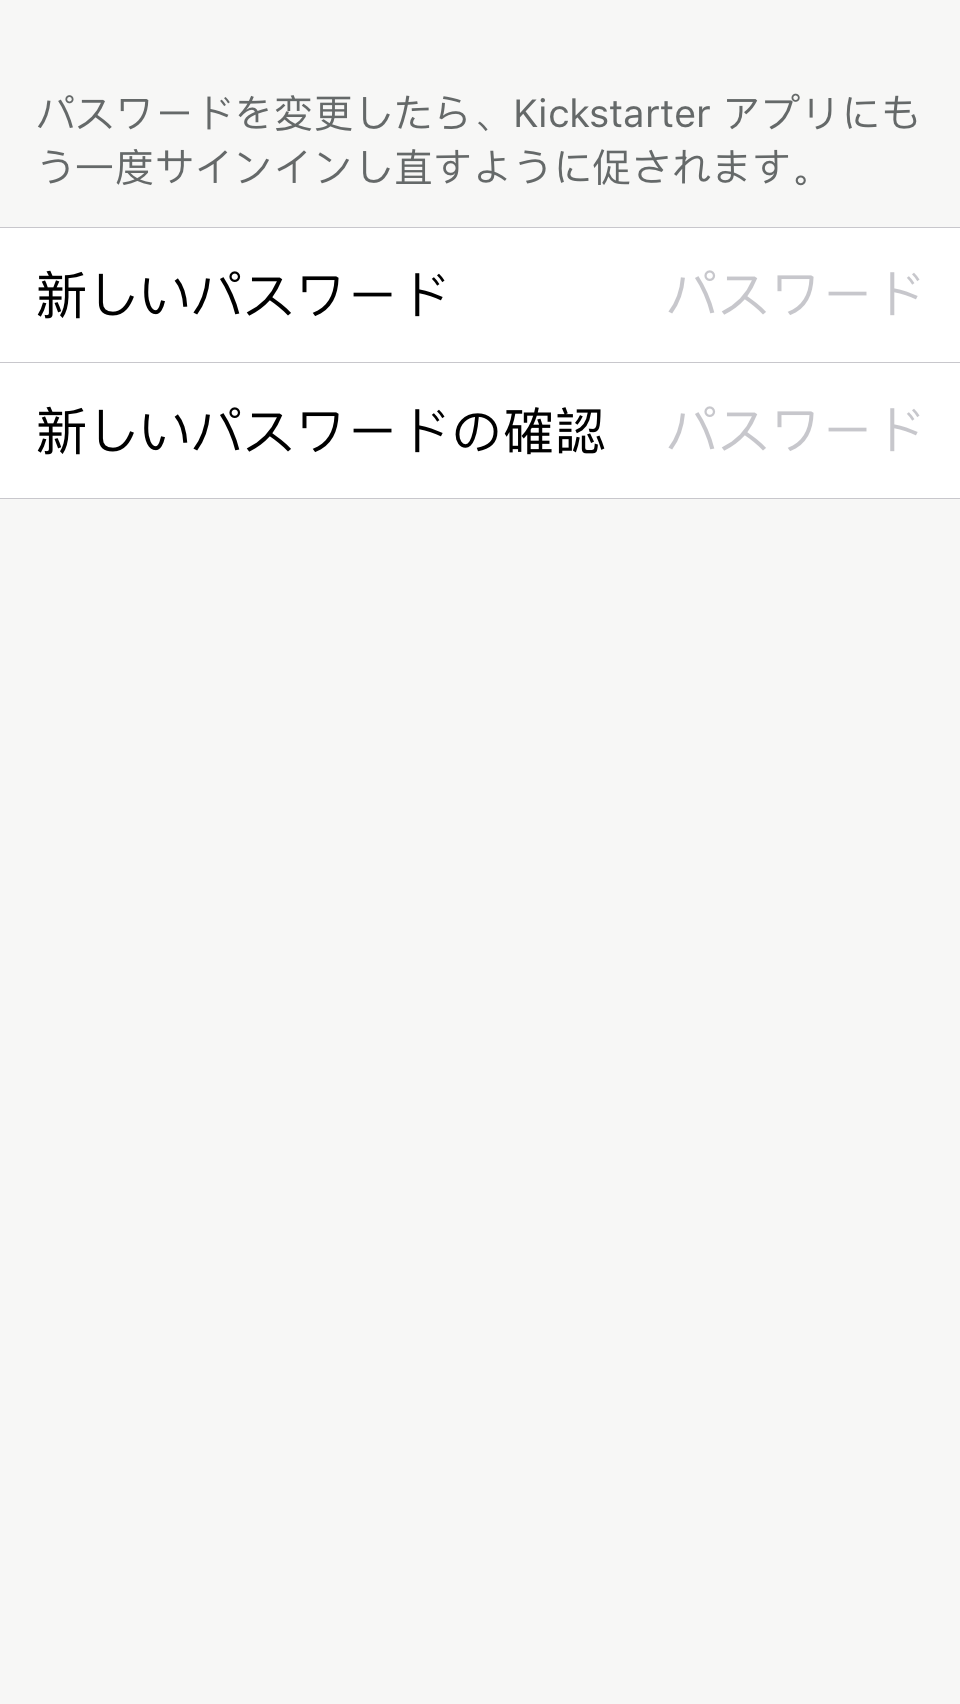 パスワードを変更したら、Kickstarter アプリにも
う一度サインインし直すように促されます。
新しいパスワード パスワード
新しいパスワードの確認 パスワード